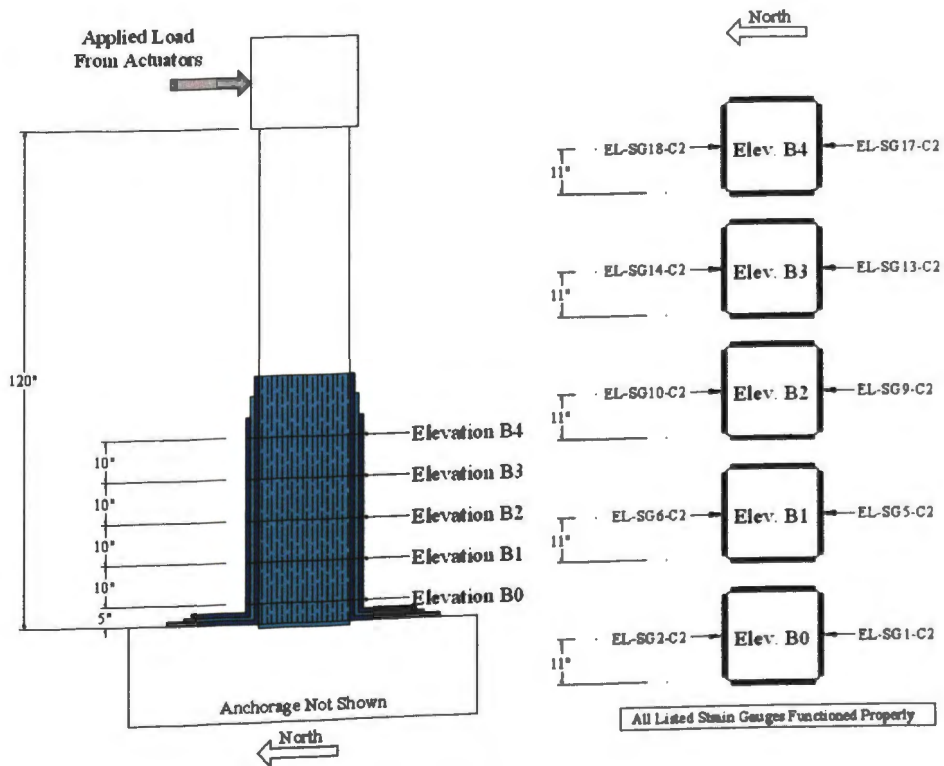 Applied Load
From Actuators
120"
10"
10"
10"
10"
5"
Elevation B4
Elevation B3
Elevation B2
Elevation B1
Elevation B0
Anchorage Not Shown
North
North
EL-SG18-C2
Elev. B4
EL-SG17-C2
11"
EL-SG14-C2
Elev. B3
EL-SG13-C2
11"
EL-SG10-C2
Elev. B2
EL-SG9-C2
11"
EL-SG6-C2
Elev. B1
EL-SG5-C2
11"
EL-SG2-C2
Elev. B0
EL-SG1-C2
11"
All Listed Strain Gauges Functioned Properly